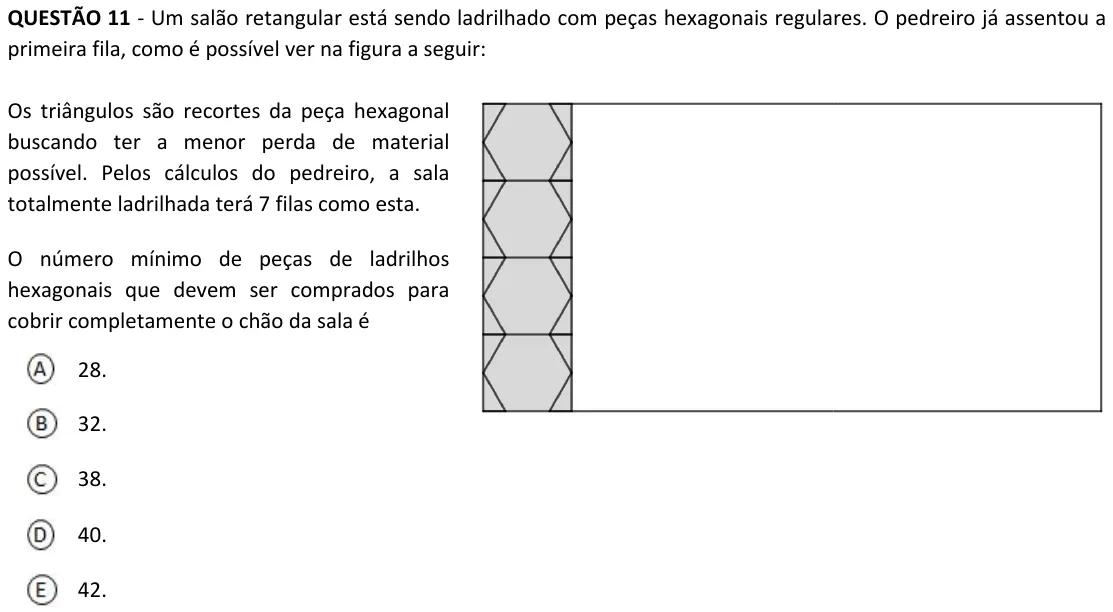 QUESTÃO 11 - Um salão retangular está sendo ladrilhado com peças hexagonais regulares. O pedreiro já assentou a
primeira fila, como é possível ver na figura a seguir:
Os triângulos são recortes da peça hexagonal
buscando ter a menor perda de material
possível. Pelos cálculos do pedreiro, a sala
totalmente ladrilhada terá 7 filas como esta.
O número mínimo de peças de ladrilhos
hexagonais que devem ser comprados para
cobrir completamente o chão da sala é
A 28.
B 32.
C 38.
D 40.
E 42.